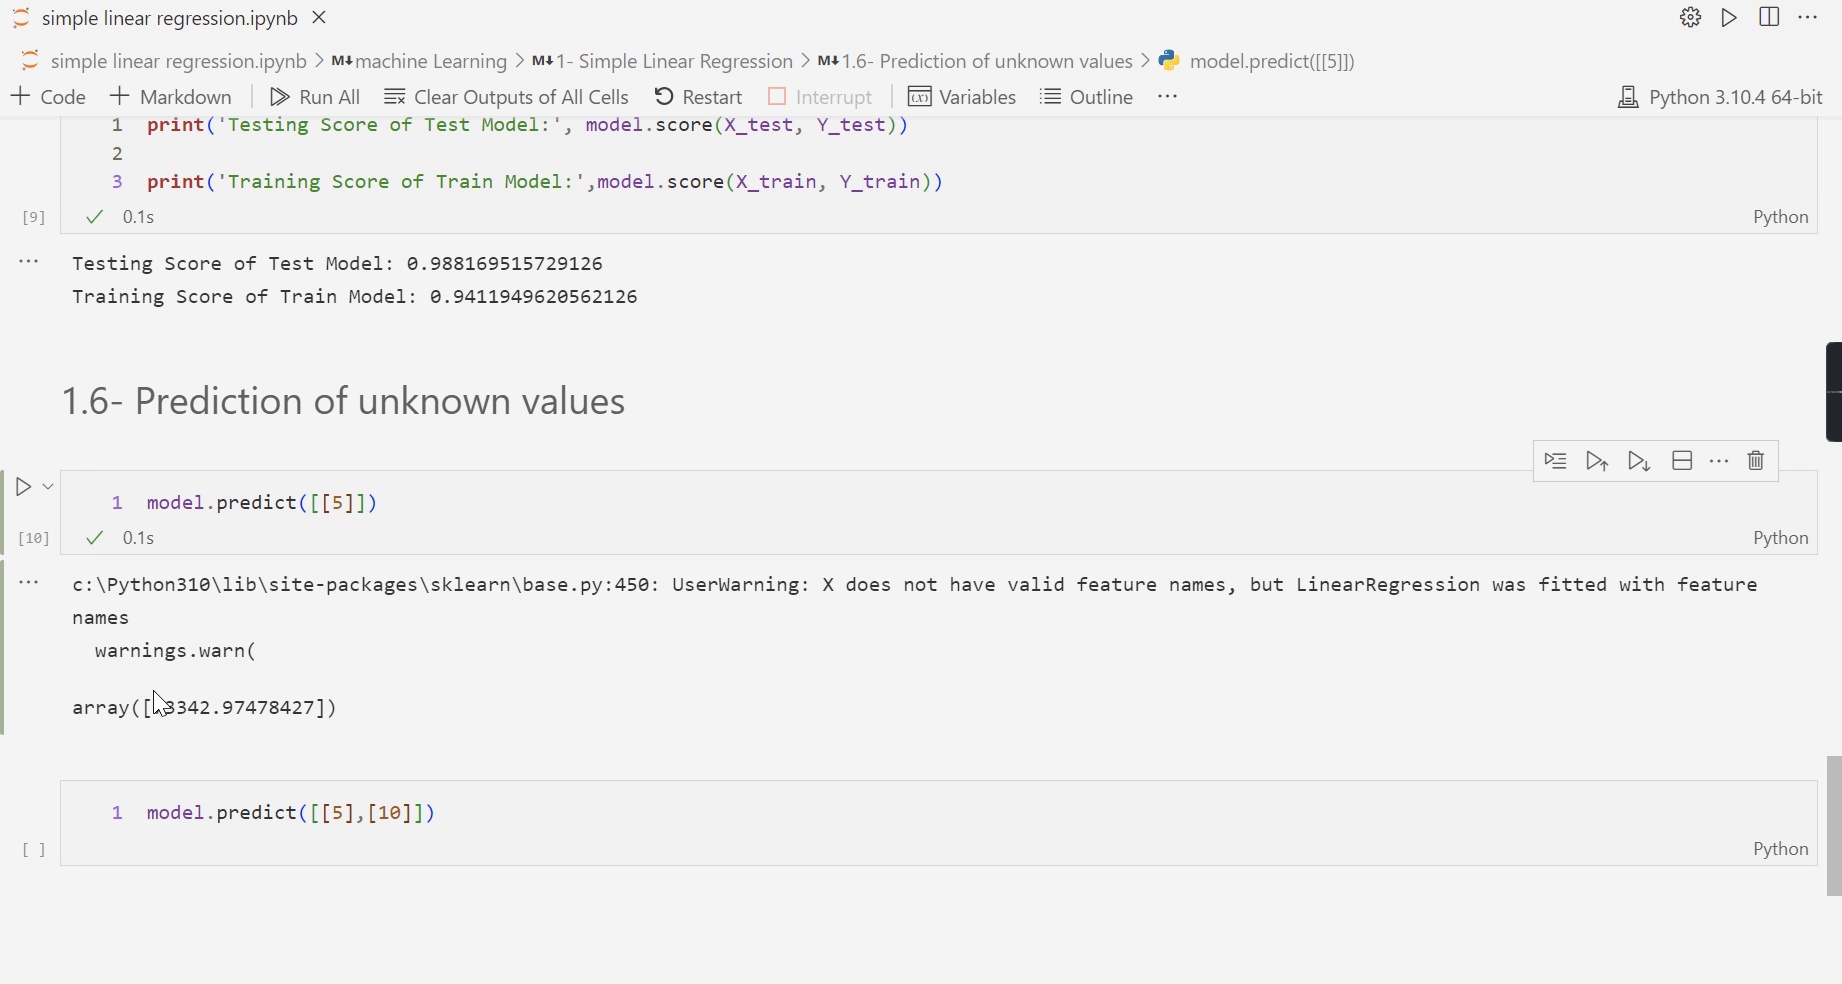 simple linear regression.ipynb
simple linear regression.ipynb > M↓machine Learning > M↓1- Simple Linear Regression > M↓1.6- Prediction of unknown values > model.predict([[5]])
+ Code + Markdown Run All Clear Outputs of All Cells Restart Interrupt (x) Variables Outline ··· Python 3.10.4 64-bit
1 print('Testing Score of Test Model:', model.score(X_test, Y_test))
2
3 print('Training Score of Train Model:',model.score(X_train, Y_train))
[9] ✓ 0.1s Python
··· Testing Score of Test Model: 0.988169515729126
Training Score of Train Model: 0.9411949620562126
1.6- Prediction of unknown values
1 model.predict([[5]])
[10] ✓ 0.1s Python
··· c:\Python310\lib\site-packages\sklearn\base.py:450: UserWarning: X does not have valid feature names, but LinearRegression was fitted with feature
names
warnings.warn(
array([
1 model.predict([[5],[10]])
[ ] Python